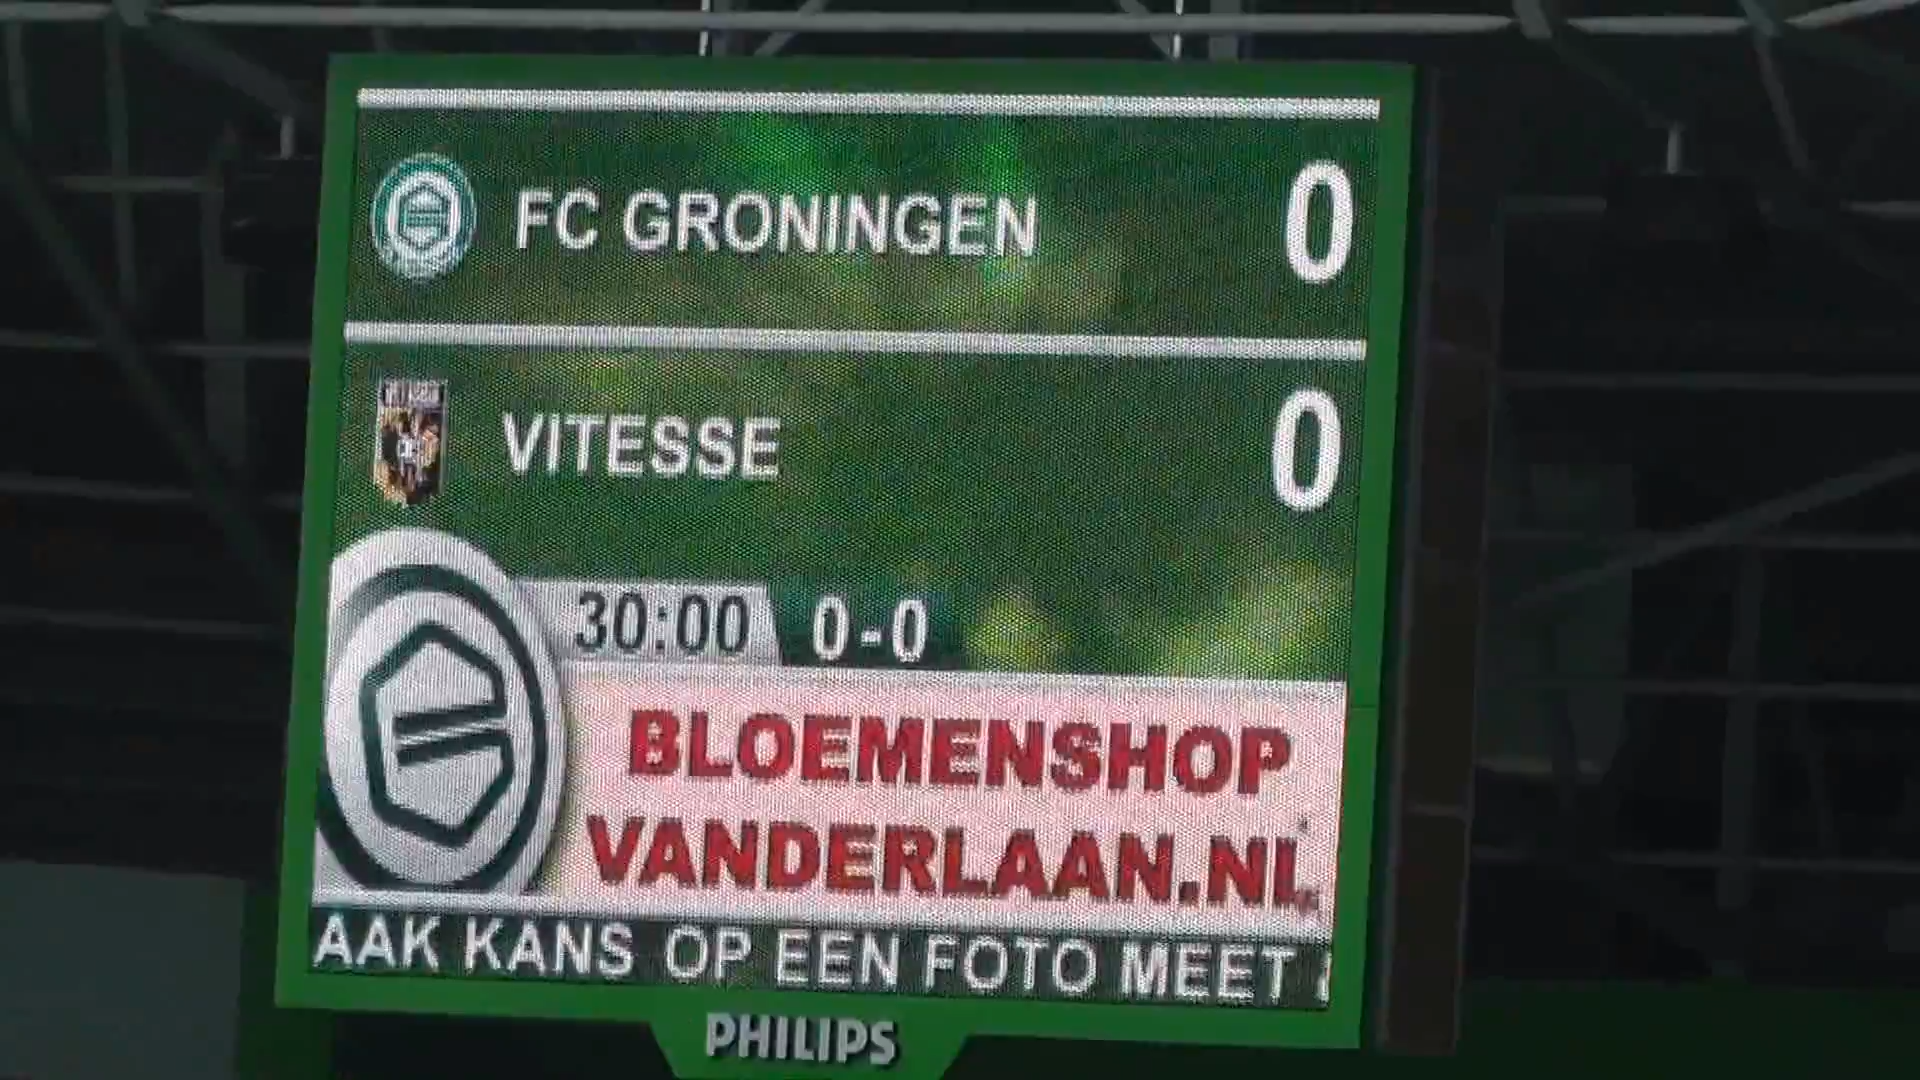 FC GRONINGEN 0
VITESSE 0
30:00 0-0
BLOEMENSHOP
VANDERLAAN.NL
AAK KANS OP EEN FOTO MEET
PHILIPS